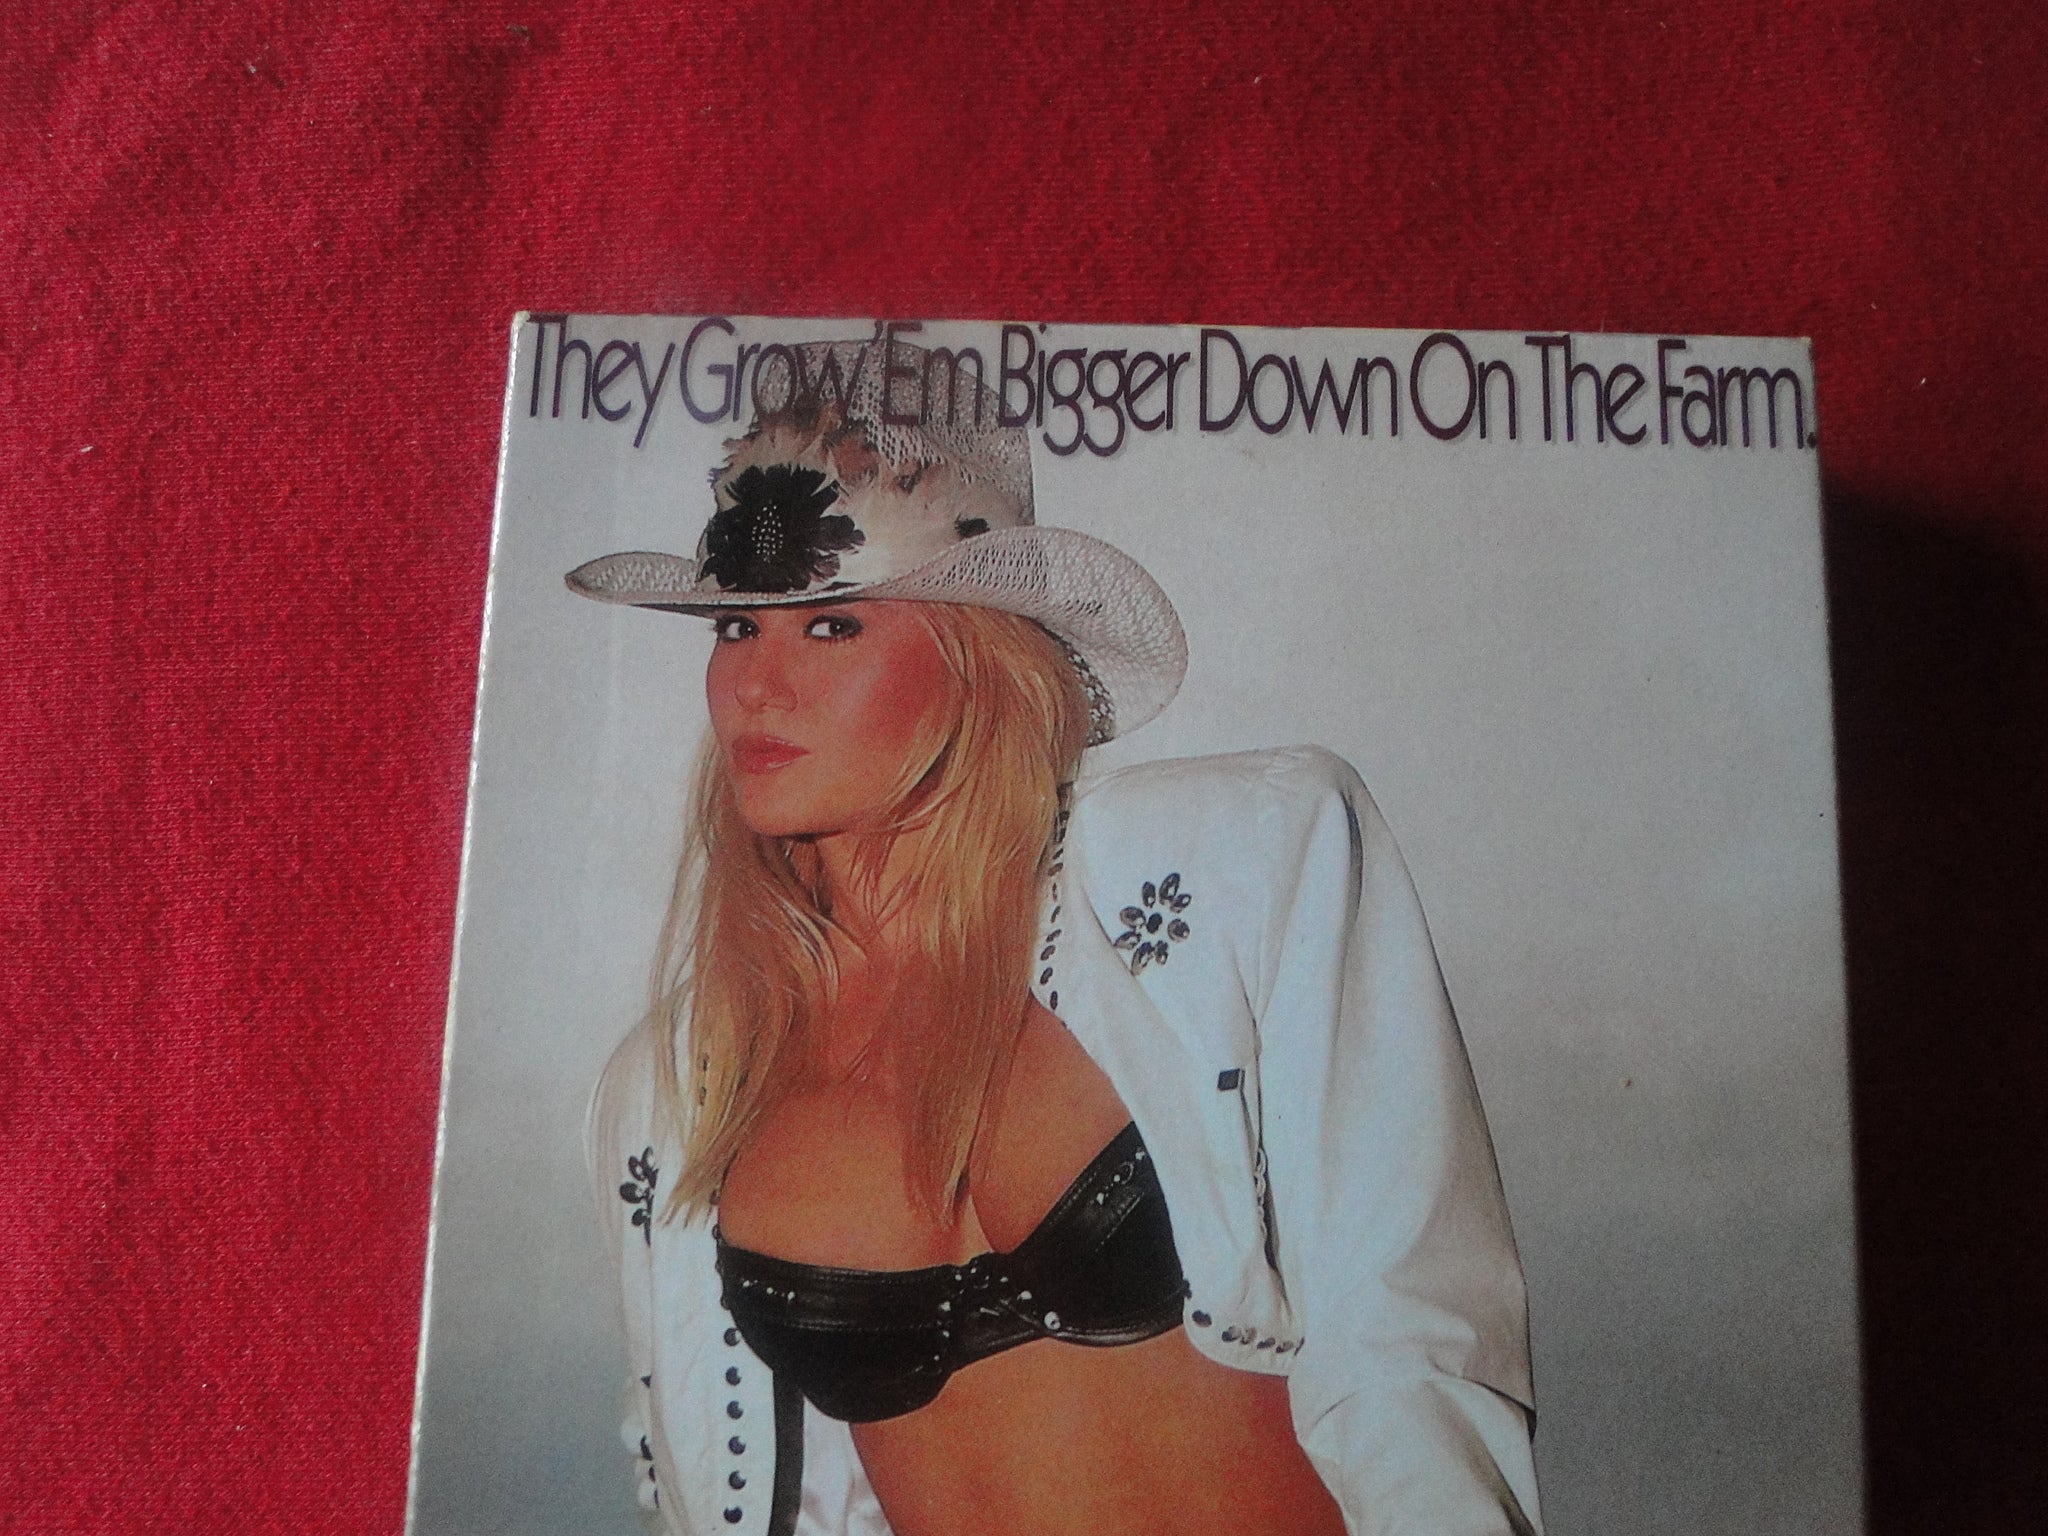 They Grow 'Em Bigger Down On The Farm.